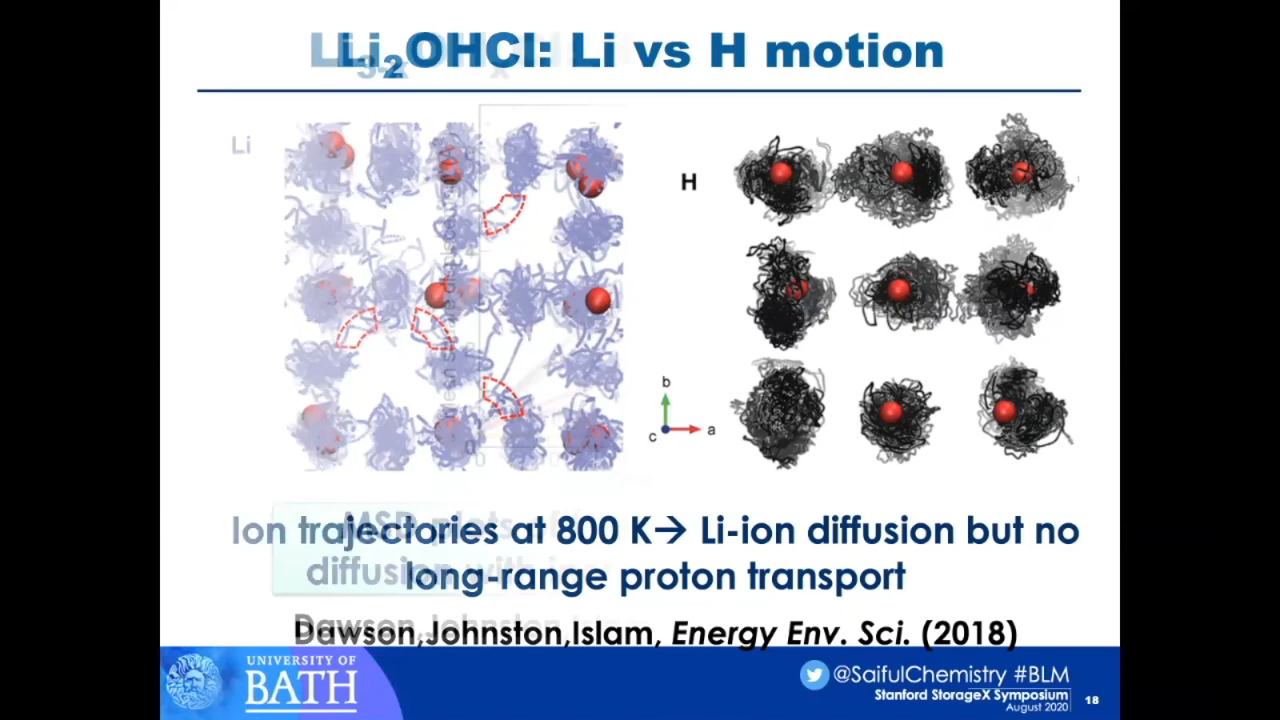 Li₂OHCl: Li vs H motion
Li
H
b
c
a
Ion trajectories at 800 K→ Li-ion diffusion but no
long-range proton transport
Dawson,Johnston,Islam, Energy Env. Sci. (2018)
UNIVERSITY OF
BATH
@SaifulChemistry #BLM
Stanford StorageX Symposium
August 2020
18